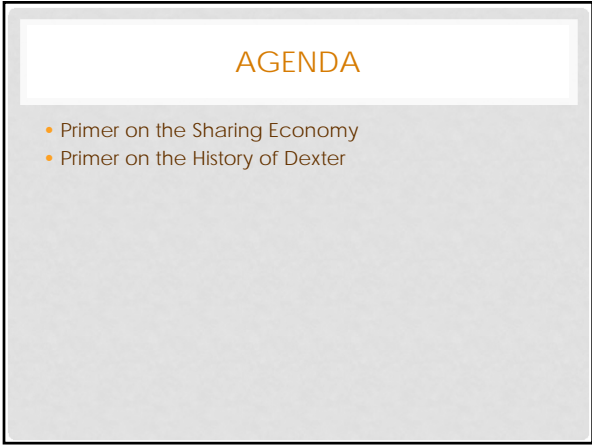 AGENDA
• Primer on the Sharing Economy
• Primer on the History of Dexter